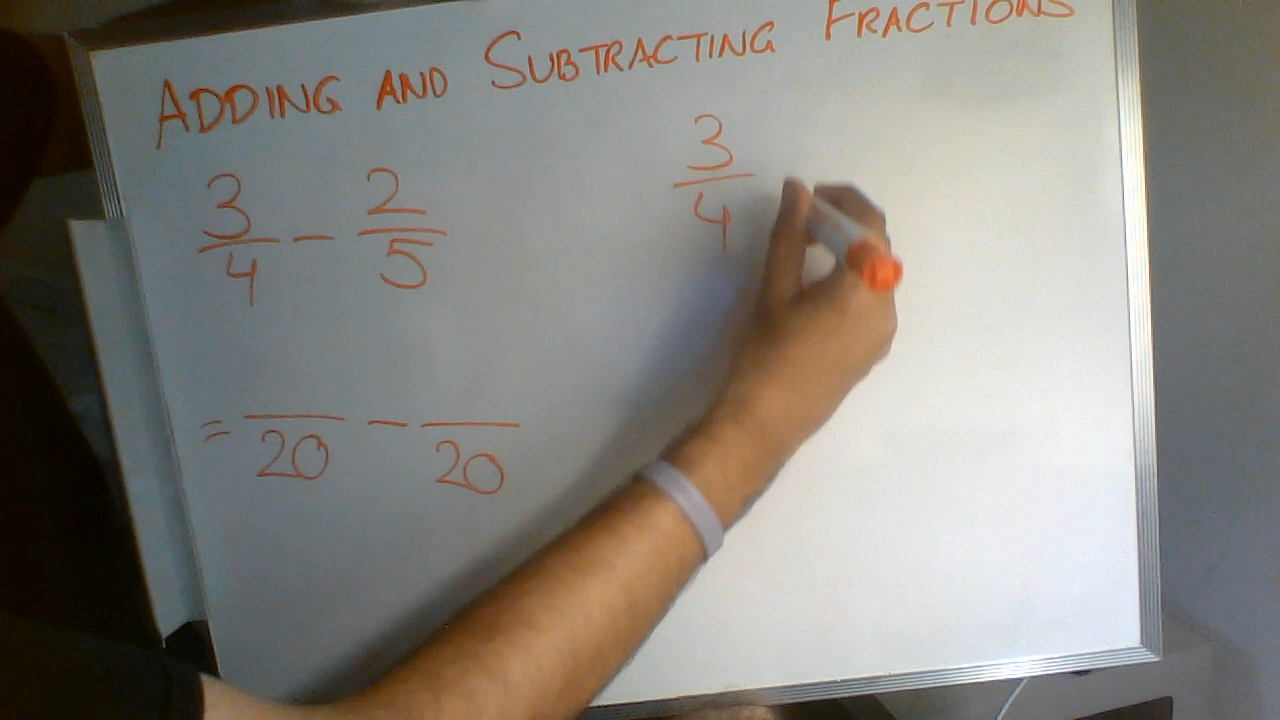 ADDING AND SUBTRACTING FRACTIONS
3/4 - 2/5
= /20 - /20
3/4